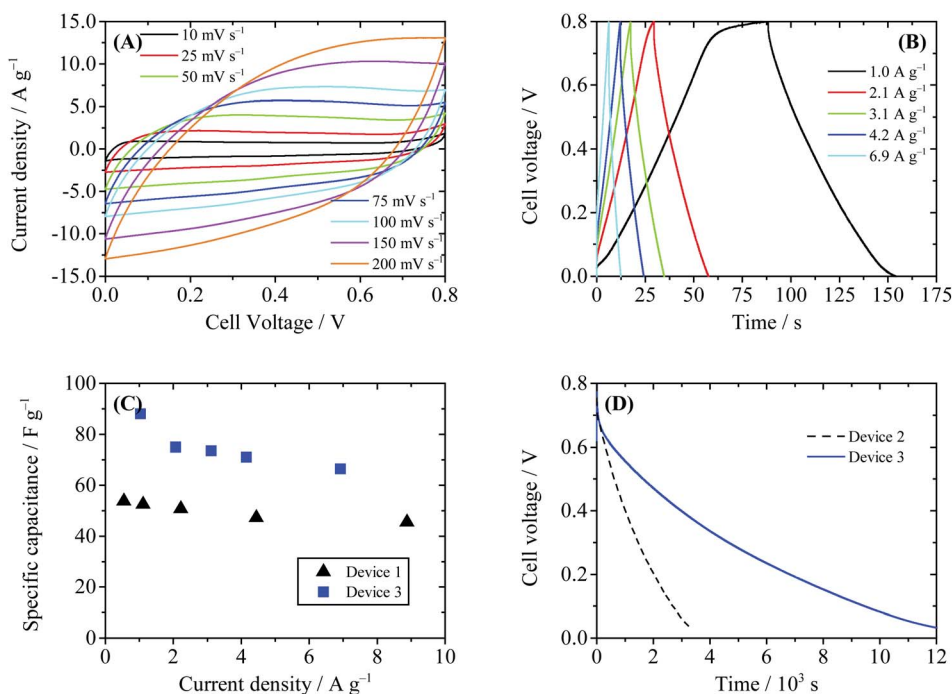 (A)
10 mV s⁻¹
25 mV s⁻¹
50 mV s⁻¹
75 mV s⁻¹
100 mV s⁻¹
150 mV s⁻¹
200 mV s⁻¹
15.0
10.0
5.0
0.0
-5.0
-10.0
-15.0
Current density / A g⁻¹
0.0 0.2 0.4 0.6 0.8
Cell Voltage / V
(B)
1.0 A g⁻¹
2.1 A g⁻¹
3.1 A g⁻¹
4.2 A g⁻¹
6.9 A g⁻¹
0.8
0.6
0.4
0.2
0.0
Cell voltage / V
0 25 50 75 100 125 150 175
Time / s
(C)
100
80
60
40
20
0
Specific capacitance / F g⁻¹
Device 1
Device 3
0 2 4 6 8 10
Current density / A g⁻¹
(D)
Device 2
Device 3
0.8
0.6
0.4
0.2
0.0
Cell voltage / V
0 2 4 6 8 10 12
Time / 10³ s